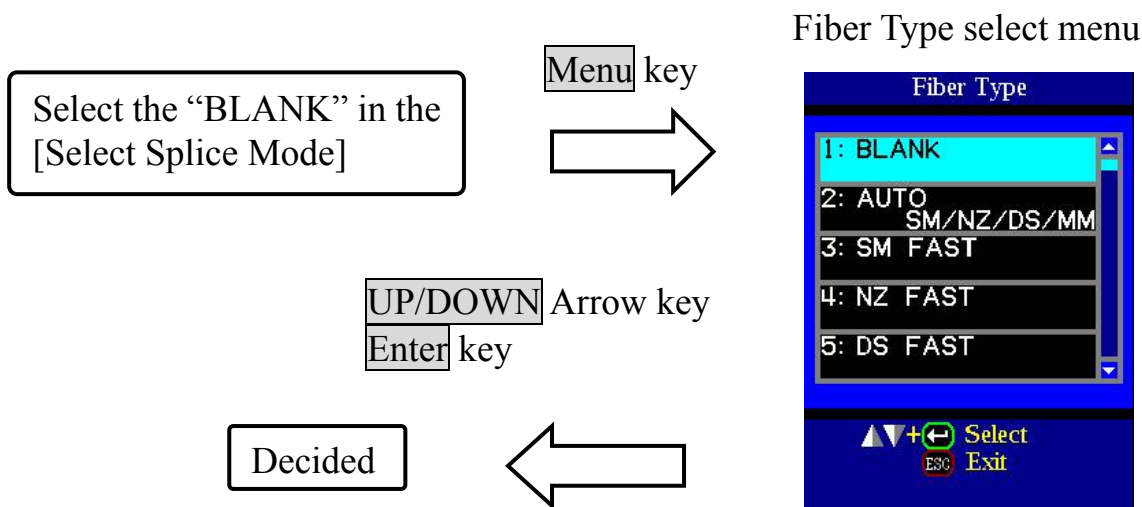 Fiber Type select menu
Menu key
Select the “BLANK” in the
[Select Splice Mode]
Fiber Type
1: BLANK
2: AUTO
SM/NZ/DS/MM
3: SM FAST
4: NZ FAST
5: DS FAST
+ Select
ESC Exit
UP/DOWN Arrow key
Enter key
Decided